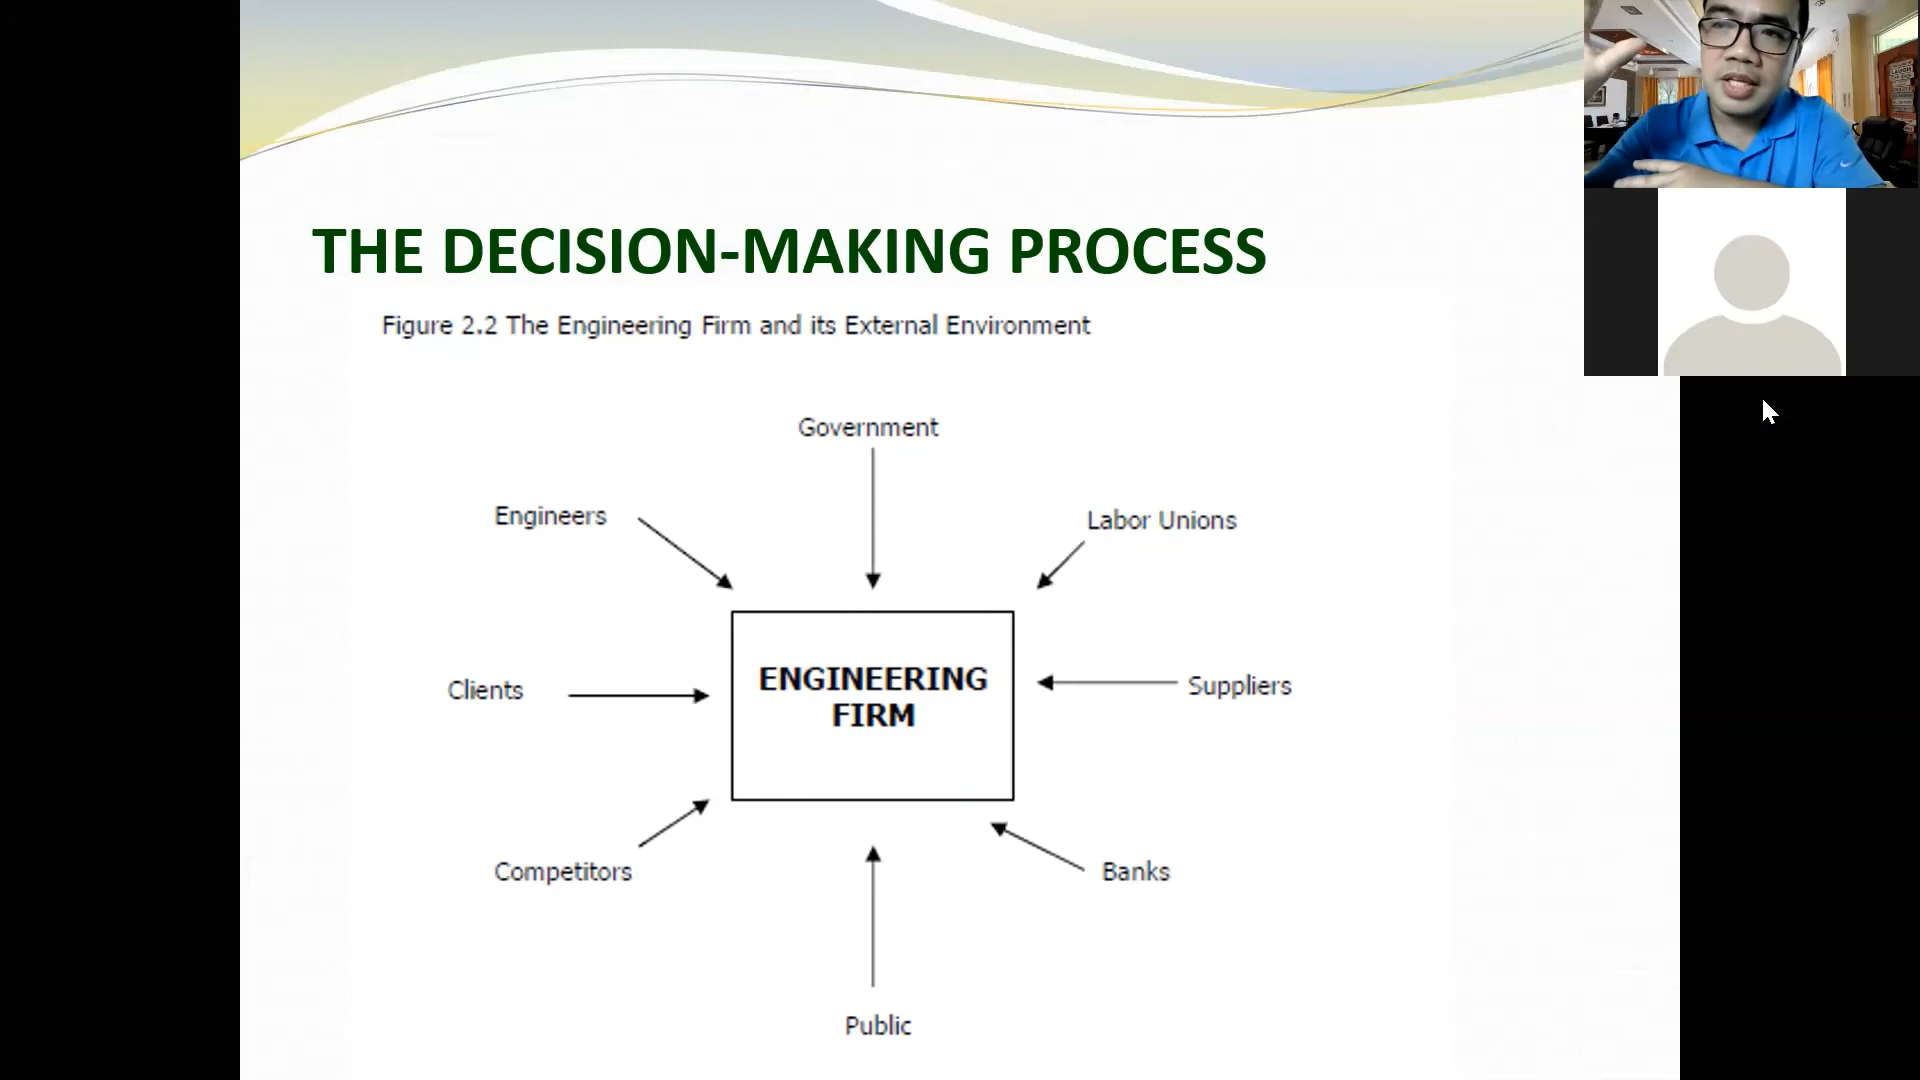 THE DECISION-MAKING PROCESS
Figure 2.2 The Engineering Firm and its External Environment
Government
Engineers
Labor Unions
ENGINEERING
FIRM
Clients
Suppliers
Competitors
Banks
Public